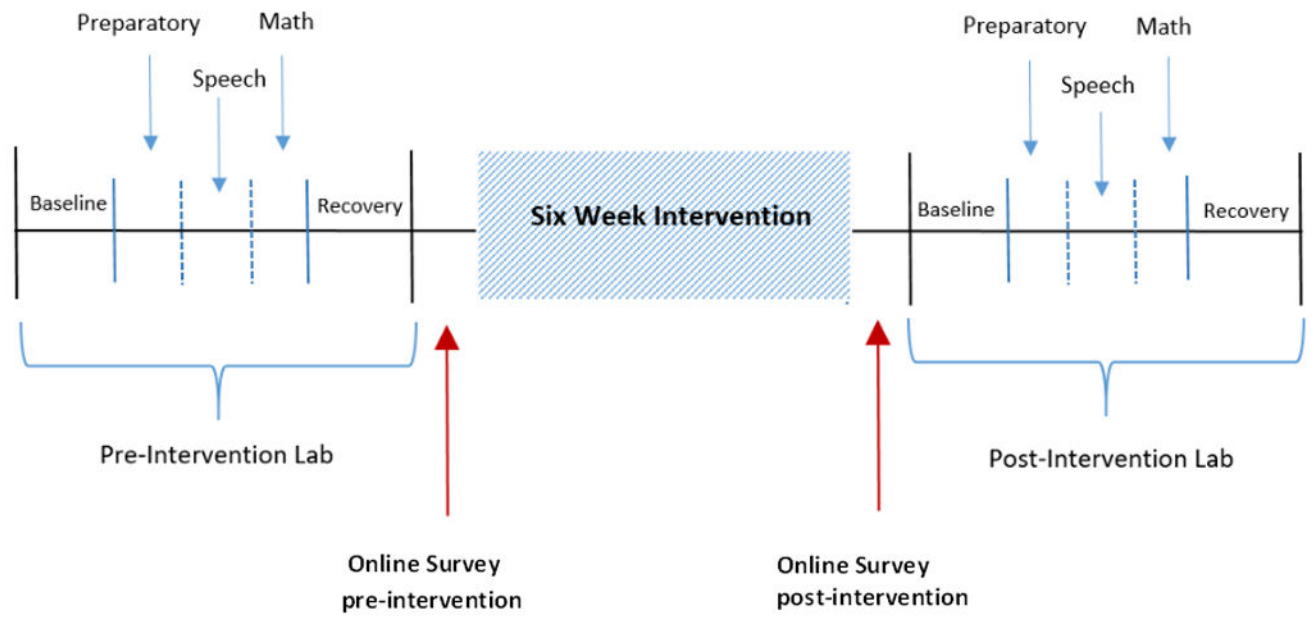 Preparatory
Math
Speech
Baseline
Recovery
Pre-Intervention Lab
Online Survey
pre-intervention
Six Week Intervention
Online Survey
post-intervention
Preparatory
Math
Speech
Baseline
Recovery
Post-Intervention Lab